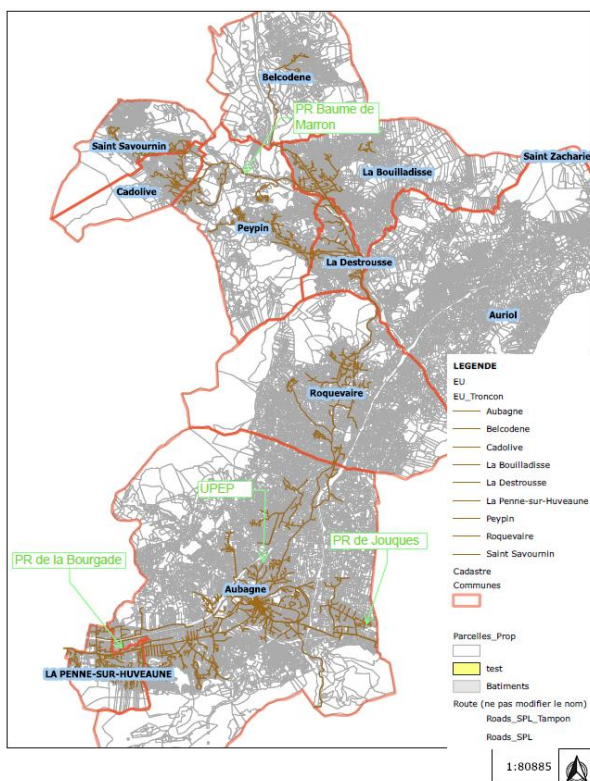 Belcodene
PR Baume de
Marron
Saint Savournin
Saint Zacharie
La Bouilladisse
Cadolive
Peypin
La Destrousse
Auriol
Roquevaire
UPEP
PR de Jouques
PR de la Bourgade
Aubagne
LA PENNE-SUR-HUVEAUNE
LEGENDE
EU
EU_Troncon
Aubagne
Belcodene
Cadolive
La Bouilladisse
La Destrousse
La Penne-sur-Huveaune
Peypin
Roquevaire
Saint Savournin
Cadastre
Communes
Parcelles_Prop
test
Batiments
Route (ne pas modifier le nom)
Roads_SPL_Tampon
Roads_SPL
1:80885